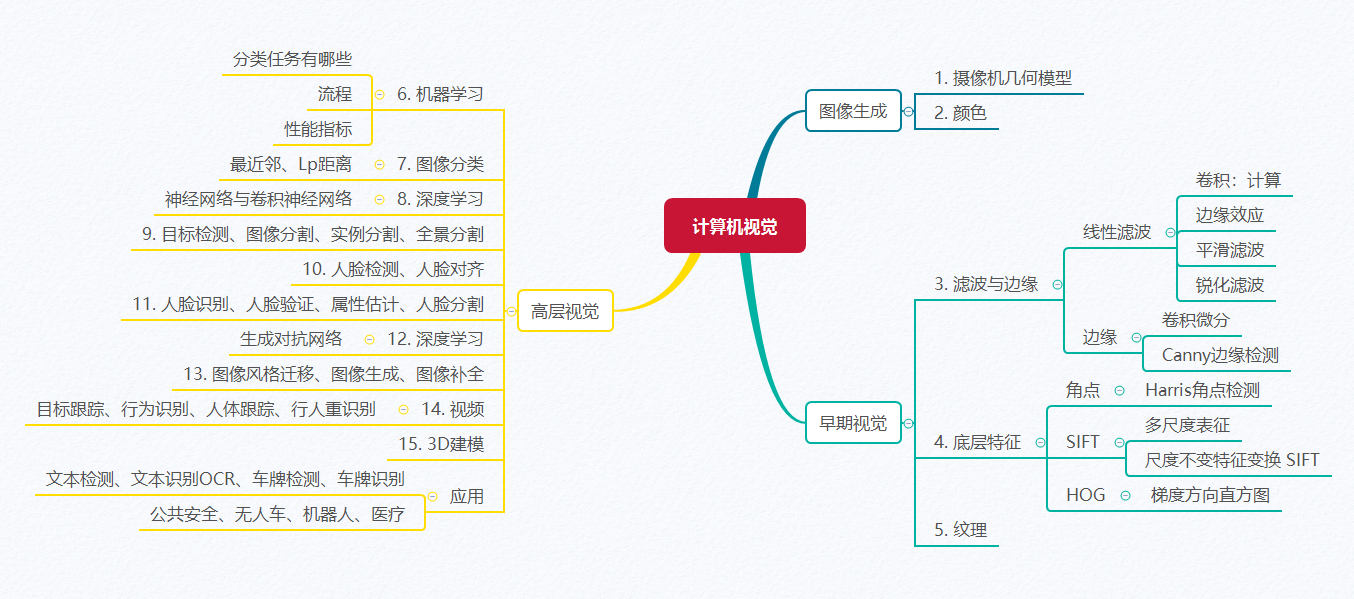 计算机视觉
图像生成
1. 摄像机几何模型
2. 颜色
早期视觉
3. 滤波与边缘
线性滤波
卷积：计算
边缘效应
平滑滤波
锐化滤波
边缘
卷积微分
Canny边缘检测
4. 底层特征
角点
Harris角点检测
SIFT
多尺度表征
尺度不变特征变换 SIFT
HOG
梯度方向直方图
5. 纹理
高层视觉
6. 机器学习
分类任务有哪些
流程
性能指标
7. 图像分类
最近邻、Lp距离
8. 深度学习
神经网络与卷积神经网络
9. 目标检测、图像分割、实例分割、全景分割
10. 人脸检测、人脸对齐
11. 人脸识别、人脸验证、属性估计、人脸分割
12. 深度学习
生成对抗网络
13. 图像风格迁移、图像生成、图像补全
14. 视频
目标跟踪、行为识别、人体跟踪、行人重识别
15. 3D建模
应用
文本检测、文本识别OCR、车牌检测、车牌识别
公共安全、无人车、机器人、医疗